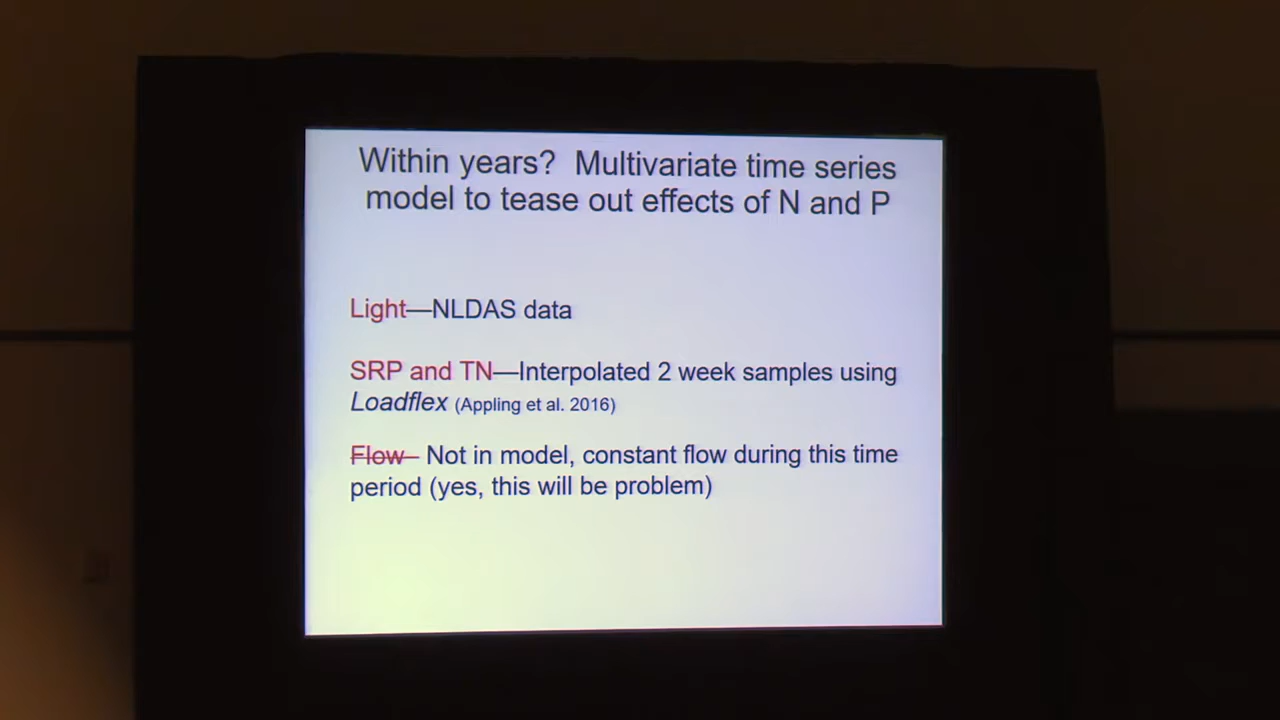 Within years? Multivariate time series
model to tease out effects of N and P
Light—NLDAS data
SRP and TN—Interpolated 2 week samples using
Loadflex (Appling et al. 2016)
Flow— Not in model, constant flow during this time
period (yes, this will be problem)